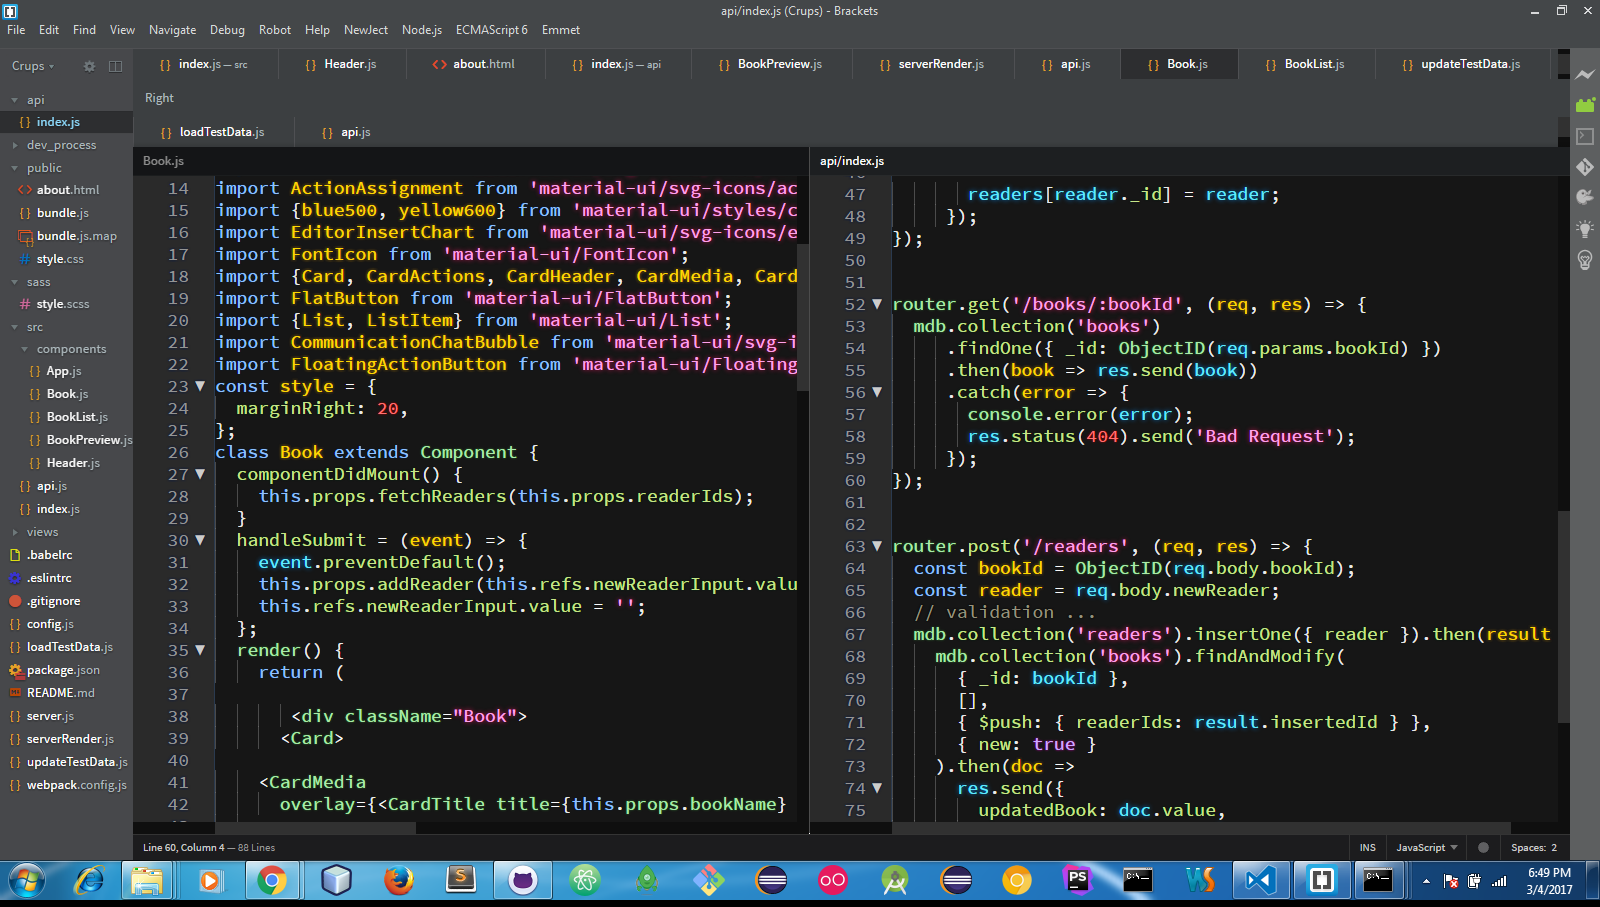 api/index.js (Crups) - Brackets
File Edit Find View Navigate Debug Robot Help NewJect Node.js ECMAScript 6 Emmet
Crups
index.js — src
Header.js
about.html
index.js — api
BookPreview.js
serverRender.js
api.js
Book.js
BookList.js
updateTestData.js
Right
loadTestData.js
api.js
api
index.js
dev_process
public
about.html
bundle.js
bundle.js.map
style.css
sass
style.scss
src
components
App.js
Book.js
BookList.js
BookPreview.js
Header.js
api.js
index.js
views
.babelrc
.eslintrc
.gitignore
config.js
loadTestData.js
package.json
README.md
server.js
serverRender.js
updateTestData.js
webpack.config.js
Book.js
14 import ActionAssignment from 'material-ui/svg-icons/ac
15 import {blue500, yellow600} from 'material-ui/styles/c
16 import EditorInsertChart from 'material-ui/svg-icons/e
17 import FontIcon from 'material-ui/FontIcon';
18 import {Card, CardActions, CardHeader, CardMedia, Card
19 import FlatButton from 'material-ui/FlatButton';
20 import {List, ListItem} from 'material-ui/List';
21 import CommunicationChatBubble from 'material-ui/svg-i
22 import FloatingActionButton from 'material-ui/Floating
23 const style = {
24 marginRight: 20,
25 };
26 class Book extends Component {
27 componentDidMount() {
28 this.props.fetchReaders(this.props.readerIds);
29 }
30 handleSubmit = (event) => {
31 event.preventDefault();
32 this.props.addReader(this.refs.newReaderInput.valu
33 this.refs.newReaderInput.value = '';
34 };
35 render() {
36 return (
37
38 <div className="Book">
39 <Card>
40
41 <CardMedia
42 overlay={<CardTitle title={this.props.bookName}
api/index.js
47 readers[reader._id] = reader;
48 });
49 });
50
51
52 router.get('/books/:bookId', (req, res) => {
53 mdb.collection('books')
54 .findOne({ _id: ObjectID(req.params.bookId) })
55 .then(book => res.send(book))
56 .catch(error => {
57 console.error(error);
58 res.status(404).send('Bad Request');
59 });
60 });
61
62
63 router.post('/readers', (req, res) => {
64 const bookId = ObjectID(req.body.bookId);
65 const reader = req.body.newReader;
66 // validation ...
67 mdb.collection('readers').insertOne({ reader }).then(result
68 mdb.collection('books').findAndModify(
69 { _id: bookId },
70 [],
71 { $push: { readerIds: result.insertedId } },
72 { new: true }
73 ).then(doc =>
74 res.send({
75 updatedBook: doc.value,
Line 60, Column 4 — 88 Lines
INS JavaScript Spaces: 2
6:49 PM
3/4/2017